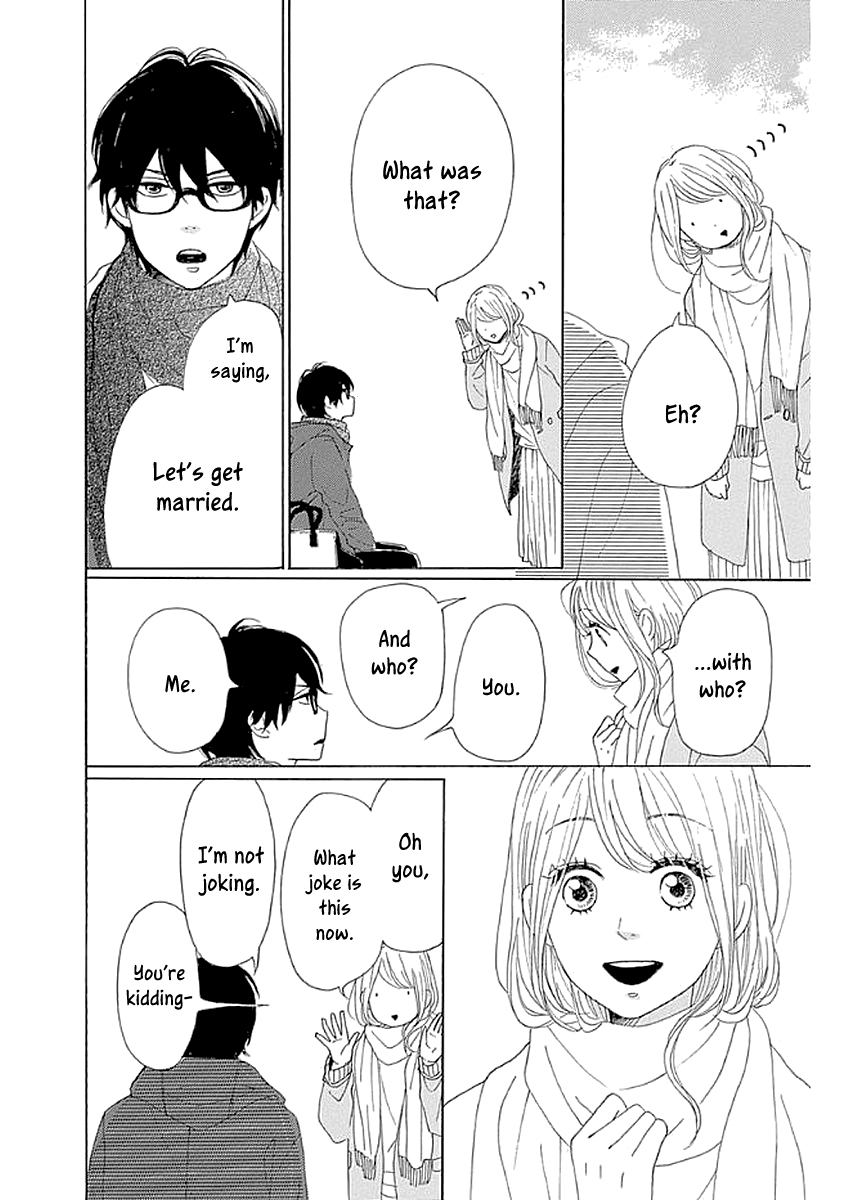 Eh?
What was
that?
I'm
saying,
Let's get
married.
...with
who?
You.
And
who?
Me.
Oh
you,
What
joke is
this
now.
I'm not
joking.
You're
kidding-